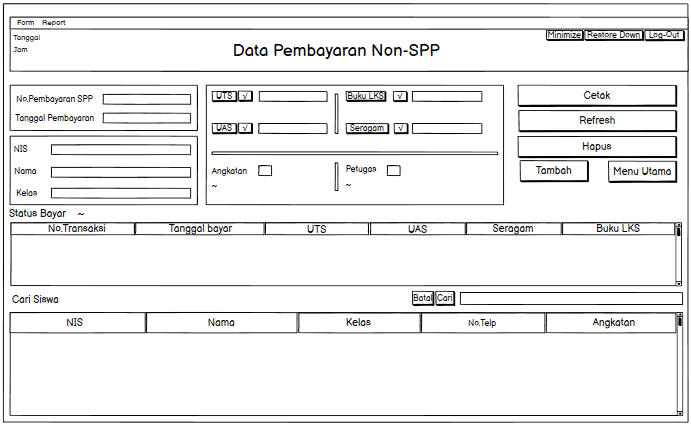 Form Report
Tanggal
Jam
Data Pembayaran Non-SPP
Minimize Restore Down Log-Out
No.Pembayaran SPP
Tanggal Pembayaran
NIS
Nama
Kelas
UTS √
Buku LKS √
UAS √
Seragam √
Angkatan
~
Petugas
~
Cetak
Refresh
Hapus
Tambah Menu Utama
Status Bayar ~
No.Transaksi Tanggal bayar UTS UAS Seragam Buku LKS
Cari Siswa
Batal Cari
NIS Nama Kelas No.Telp Angkatan